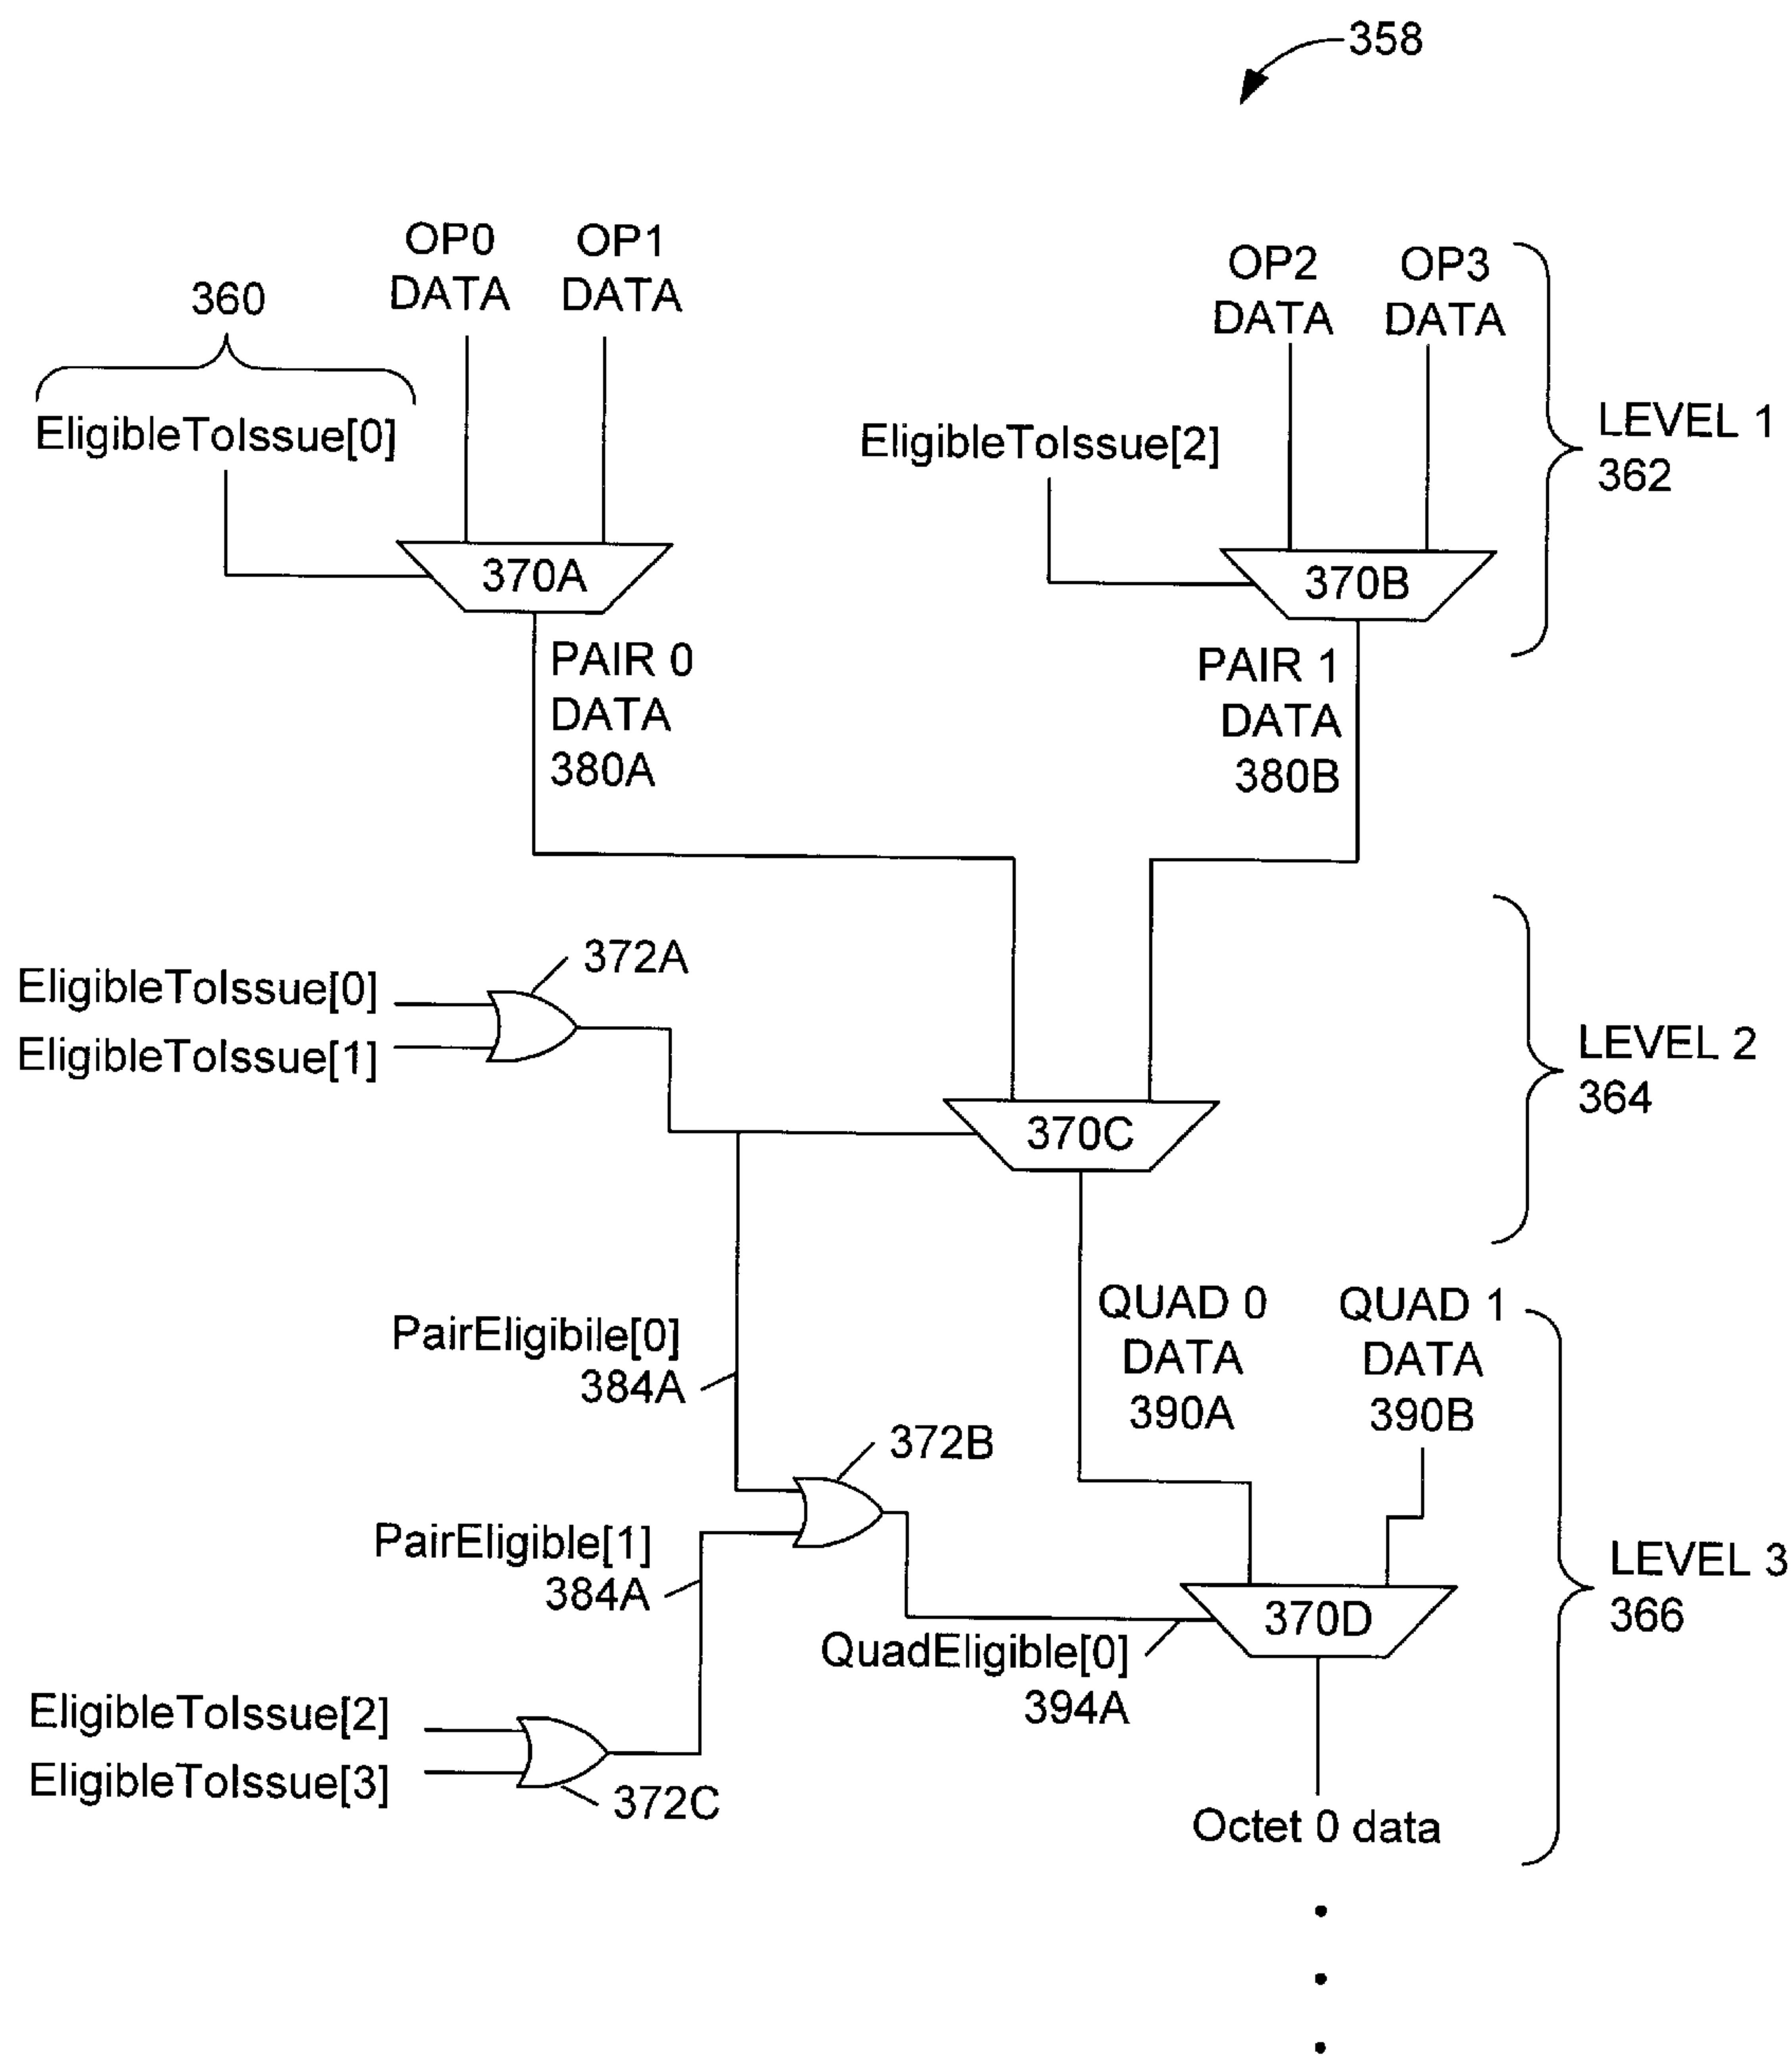 358
OP0
DATA
OP1
DATA
OP2
DATA
OP3
DATA
360
EligibleToIssue[0]
EligibleToIssue[2]
LEVEL 1
362
370A
370B
PAIR 0
DATA
380A
PAIR 1
DATA
380B
372A
EligibleToIssue[0]
EligibleToIssue[1]
LEVEL 2
364
370C
PairEligibile[0]
384A
QUAD 0
DATA
390A
QUAD 1
DATA
390B
372B
PairEligible[1]
384A
LEVEL 3
366
370D
QuadEligible[0]
394A
EligibleToIssue[2]
EligibleToIssue[3]
372C
Octet 0 data